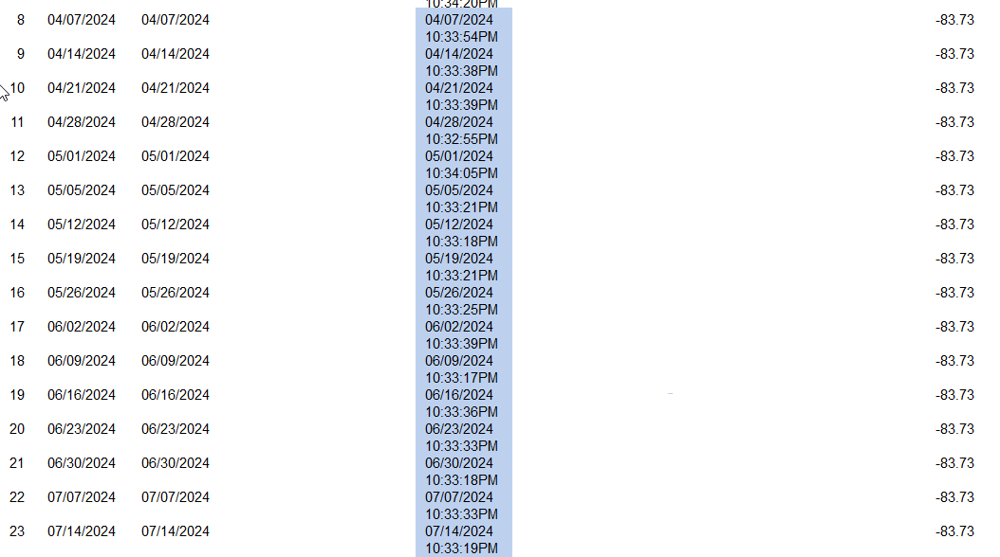 10:34:20PM
8 04/07/2024 04/07/2024 04/07/2024 -83.73
10:33:54PM
9 04/14/2024 04/14/2024 04/14/2024 -83.73
10:33:38PM
10 04/21/2024 04/21/2024 04/21/2024 -83.73
10:33:39PM
11 04/28/2024 04/28/2024 04/28/2024 -83.73
10:32:55PM
12 05/01/2024 05/01/2024 05/01/2024 -83.73
10:34:05PM
13 05/05/2024 05/05/2024 05/05/2024 -83.73
10:33:21PM
14 05/12/2024 05/12/2024 05/12/2024 -83.73
10:33:18PM
15 05/19/2024 05/19/2024 05/19/2024 -83.73
10:33:21PM
16 05/26/2024 05/26/2024 05/26/2024 -83.73
10:33:25PM
17 06/02/2024 06/02/2024 06/02/2024 -83.73
10:33:39PM
18 06/09/2024 06/09/2024 06/09/2024 -83.73
10:33:17PM
19 06/16/2024 06/16/2024 06/16/2024 -83.73
10:33:36PM
20 06/23/2024 06/23/2024 06/23/2024 -83.73
10:33:33PM
21 06/30/2024 06/30/2024 06/30/2024 -83.73
10:33:18PM
22 07/07/2024 07/07/2024 07/07/2024 -83.73
10:33:33PM
23 07/14/2024 07/14/2024 07/14/2024 -83.73
10:33:19PM